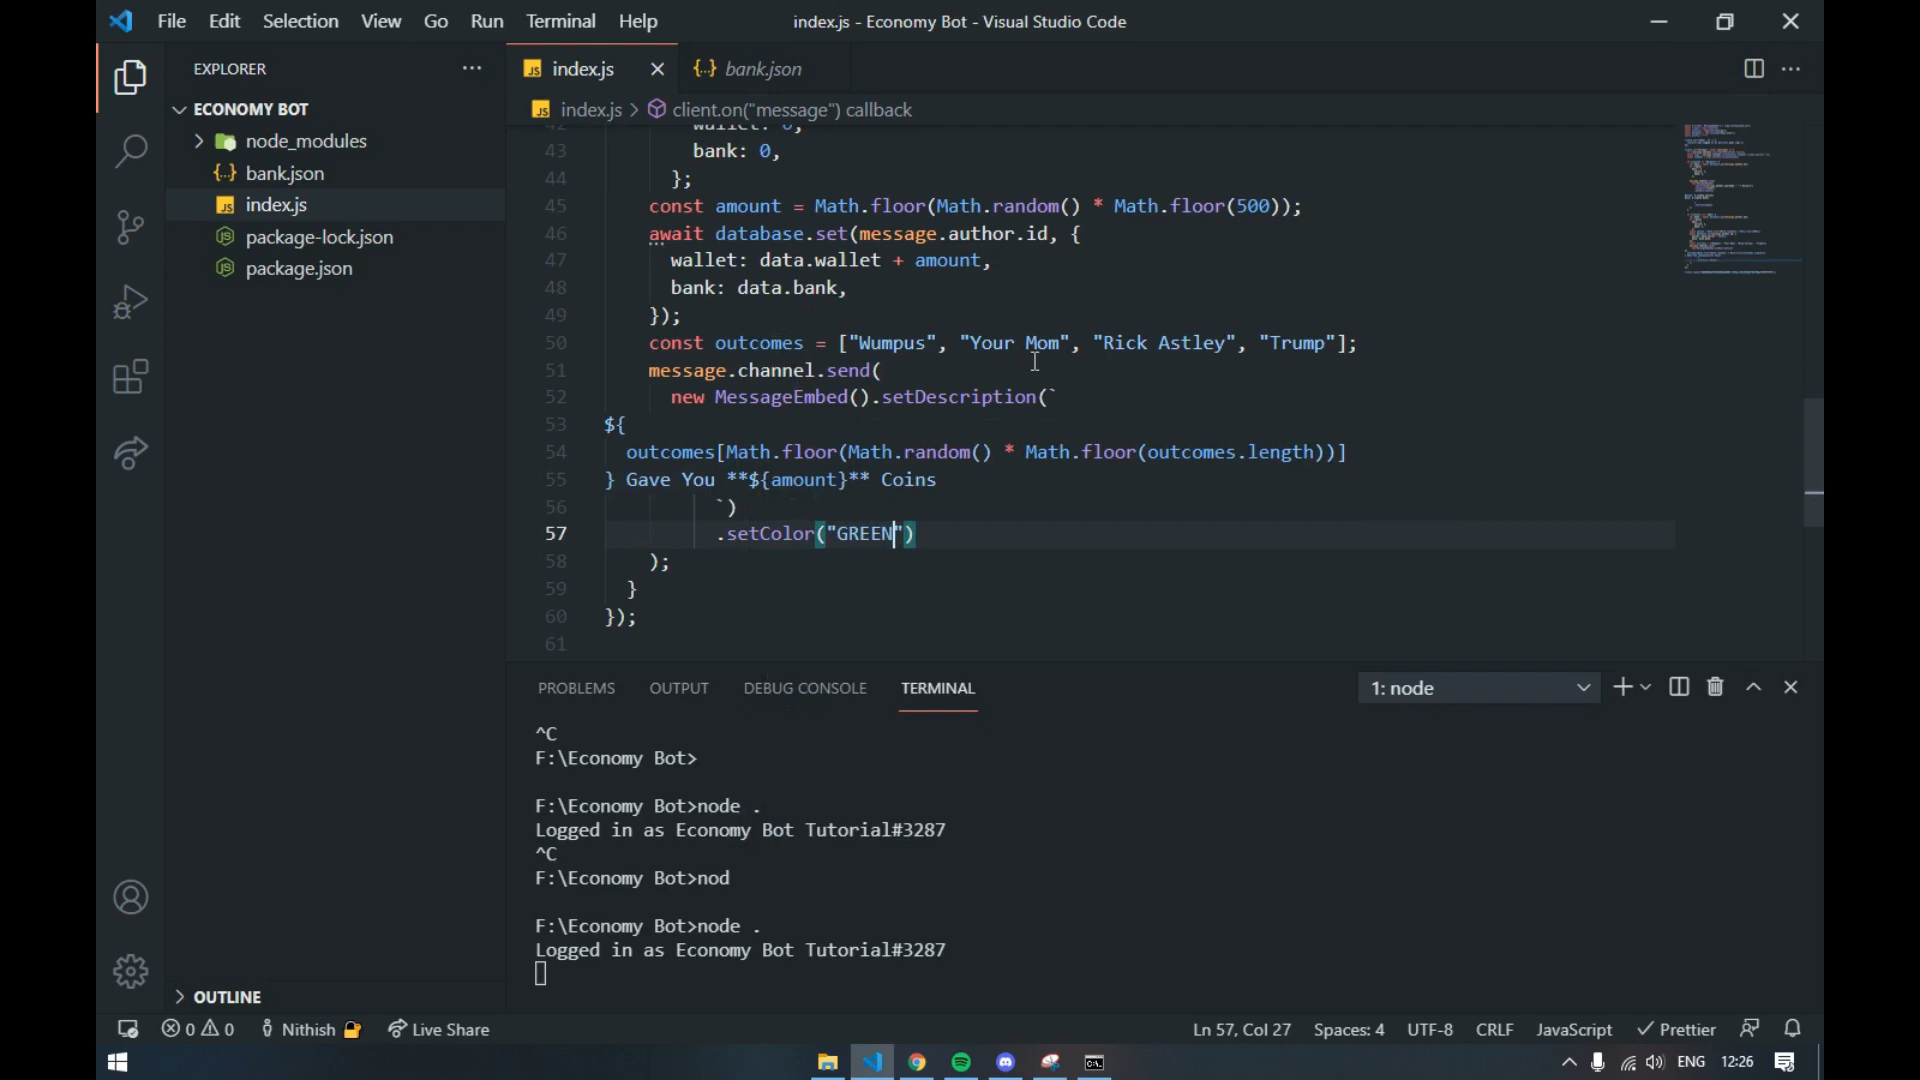 File Edit Selection View Go Run Terminal Help index.js - Economy Bot - Visual Studio Code
EXPLORER
index.js
bank.json
ECONOMY BOT
index.js > client.on("message") callback
node_modules
bank.json
index.js
package-lock.json
package.json
42 wallet: 0,
43 bank: 0,
44 };
45 const amount = Math.floor(Math.random() * Math.floor(500));
46 await database.set(message.author.id, {
47 wallet: data.wallet + amount,
48 bank: data.bank,
49 });
50 const outcomes = ["Wumpus", "Your Mom", "Rick Astley", "Trump"];
51 message.channel.send(
52 new MessageEmbed().setDescription(`
53 ${
54 outcomes[Math.floor(Math.random() * Math.floor(outcomes.length))]
55 } Gave You **${amount}** Coins
56 `)
57 .setColor("GREEN")
58 );
59 }
60 });
61
PROBLEMS OUTPUT DEBUG CONSOLE TERMINAL 1: node
^C
F:\Economy Bot>
F:\Economy Bot>node .
Logged in as Economy Bot Tutorial#3287
^C
F:\Economy Bot>nod
F:\Economy Bot>node .
Logged in as Economy Bot Tutorial#3287
OUTLINE
0 0 Nithish Live Share Ln 57, Col 27 Spaces: 4 UTF-8 CRLF JavaScript Prettier
ENG 12:26